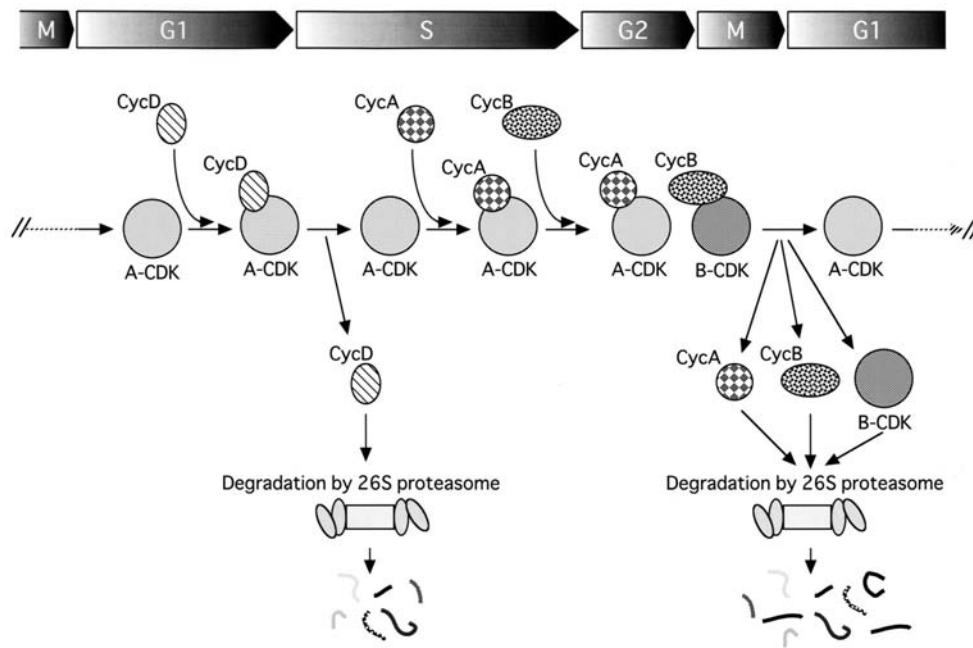 M G1 S G2 M G1
CycD CycA CycB
CycD CycA CycA CycB
A-CDK A-CDK A-CDK A-CDK A-CDK B-CDK A-CDK
CycD CycA CycB
B-CDK
Degradation by 26S proteasome Degradation by 26S proteasome